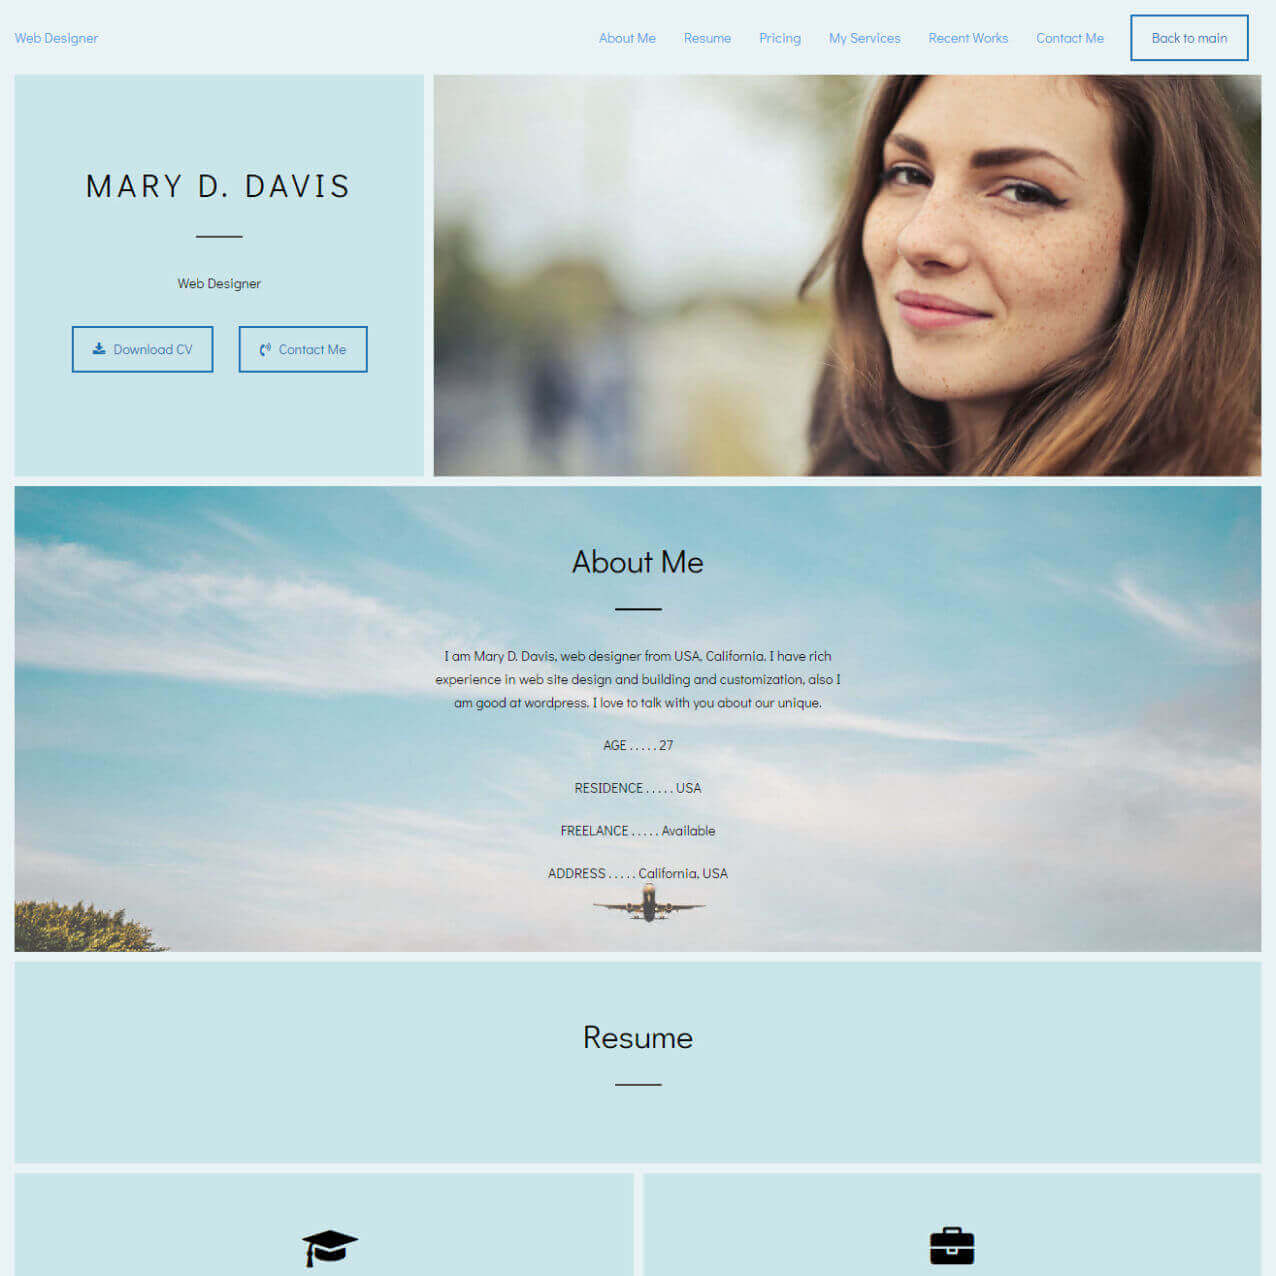 Web Designer
About Me
Resume
Pricing
My Services
Recent Works
Contact Me
Back to main
MARY D. DAVIS
Web Designer
Download CV
Contact Me
About Me
I am Mary D. Davis, web designer from USA, California. I have rich
experience in web site design and building and customization, also I
am good at wordpress. I love to talk with you about our unique.
AGE . . . . . 27
RESIDENCE . . . . . USA
FREELANCE . . . . . Available
ADDRESS . . . . . California, USA
Resume